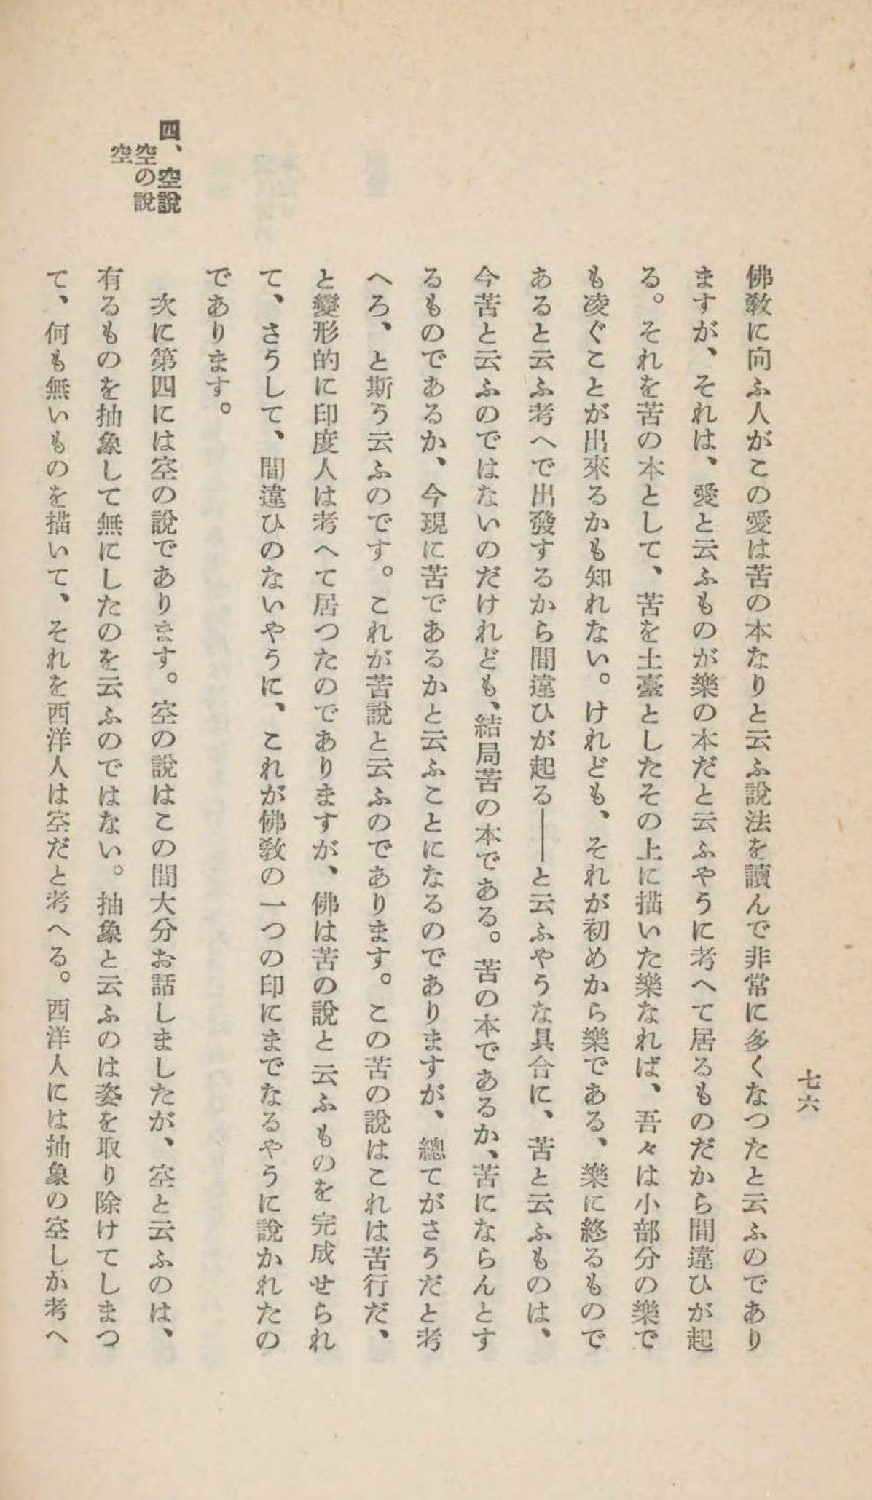 七六
佛敎に向ふ人がこの愛は苦の本なりと云ふ說法を讀んで非常に多くなつたと云ふのであり
ますが、それは、愛と云ふものが樂の本だと云ふやうに考へて居るものだから間違ひが起
る。それを苦の本として、苦を土臺としたその上に描いた樂なれば、吾々は小部分の樂で
も凌ぐことが出來るかも知れない。けれども、それが初めから樂である、樂に終るもので
あると云ふ考へで出發するから間違ひが起る――と云ふやうな具合に、苦と云ふものは、
今苦と云ふのではないのだけれども、結局苦の本である。苦の本であるか、苦にならんとす
るものであるか、今現に苦であるかと云ふことになるのでありますが、總てがさうだと考
へろ、と斯う云ふのです。これが苦說と云ふのであります。この苦の說はこれは苦行だ、
と變形的に印度人は考へて居つたのでありますが、佛は苦の說と云ふものを完成せられ
て、さうして、間違ひのないやうに、これが佛敎の一つの印にまでなるやうに說かれたの
であります。
四、空說
空の說
空
次に第四には空の說であります。空の說はこの間大分お話しましたが、空と云ふのは、
有るものを抽象して無にしたのを云ふのではない。抽象と云ふのは姿を取り除けてしまつ
て、何も無いものを描いて、それを西洋人は空だと考へる。西洋人には抽象の空しか考へ